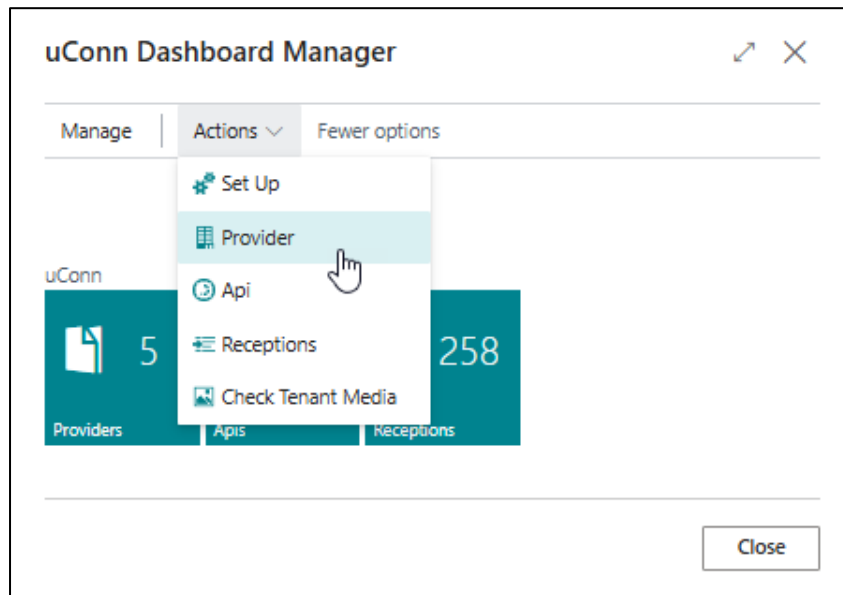 uConn Dashboard Manager
Manage Actions Fewer options
Set Up
Provider
uConn
Api
5 258
Receptions
Check Tenant Media
Providers Apis Receptions
Close